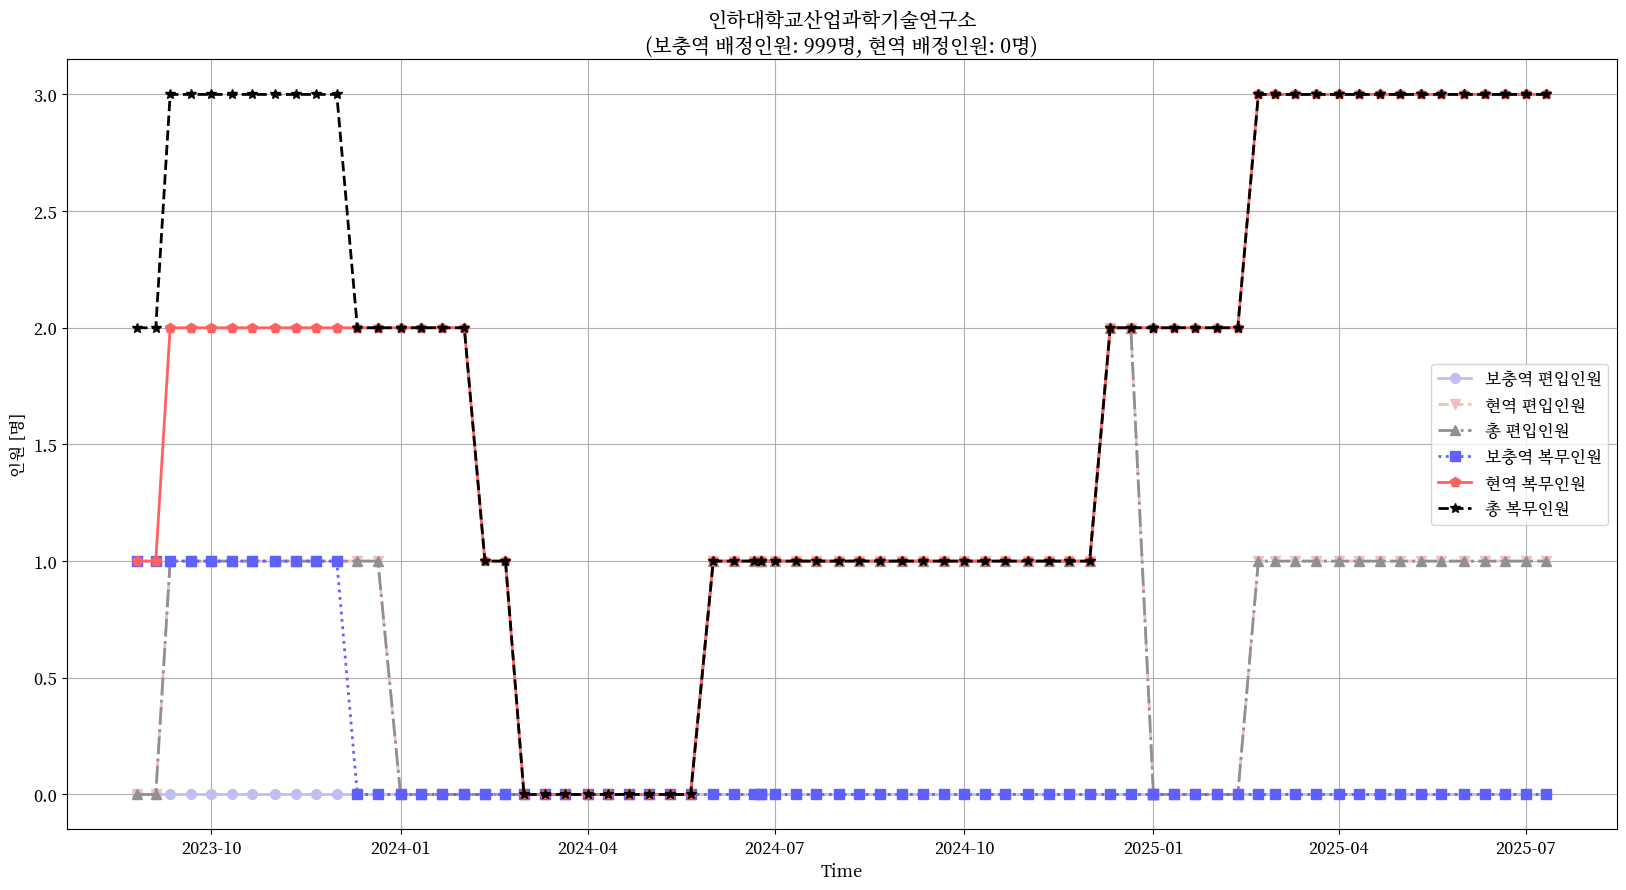 인하대학교산업과학기술연구소
(보충역 배정인원: 999명, 현역 배정인원: 0명)
인원 [명]
3.0
2.5
2.0
1.5
1.0
0.5
0.0
보충역 편입인원
현역 편입인원
총 편입인원
보충역 복무인원
현역 복무인원
총 복무인원
2023-10
2024-01
2024-04
2024-07
2024-10
2025-01
2025-04
2025-07
Time